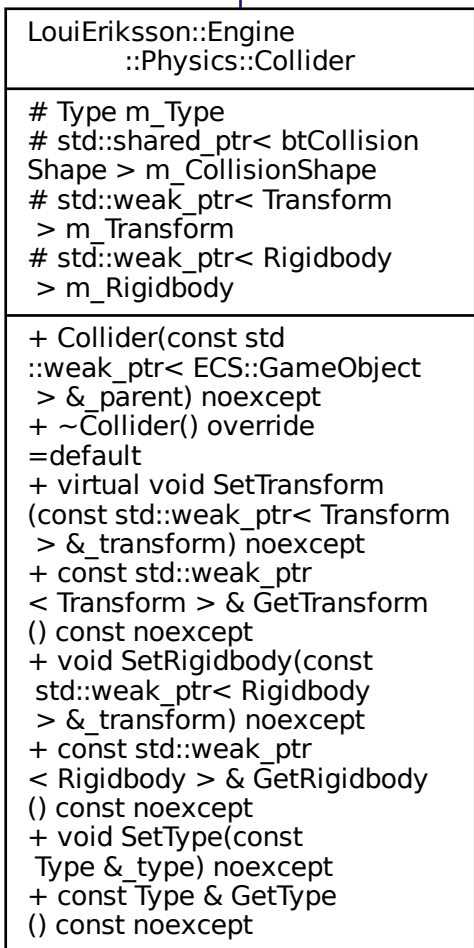 LouiEriksson::Engine
::Physics::Collider
# Type m_Type
# std::shared_ptr< btCollision
Shape > m_CollisionShape
# std::weak_ptr< Transform
> m_Transform
# std::weak_ptr< Rigidbody
> m_Rigidbody
+ Collider(const std
::weak_ptr< ECS::GameObject
> &_parent) noexcept
+ ~Collider() override
=default
+ virtual void SetTransform
(const std::weak_ptr< Transform
> &_transform) noexcept
+ const std::weak_ptr
< Transform > & GetTransform
() const noexcept
+ void SetRigidbody(const
std::weak_ptr< Rigidbody
> &_transform) noexcept
+ const std::weak_ptr
< Rigidbody > & GetRigidbody
() const noexcept
+ void SetType(const
Type &_type) noexcept
+ const Type & GetType
() const noexcept